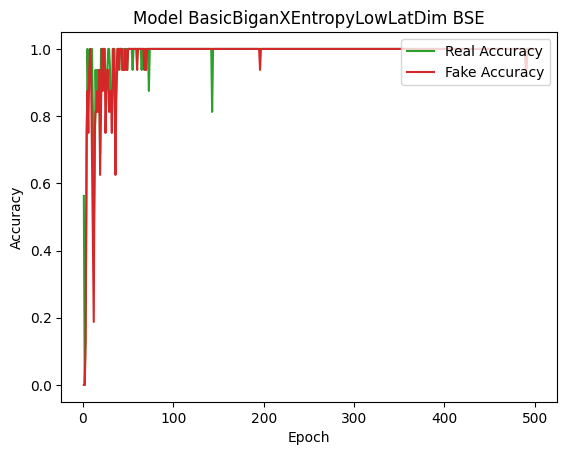 Model BasicBiganXEntropyLowLatDim BSE
Real Accuracy
Fake Accuracy
Accuracy
1.0
0.8
0.6
0.4
0.2
0.0
0 100 200 300 400 500
Epoch